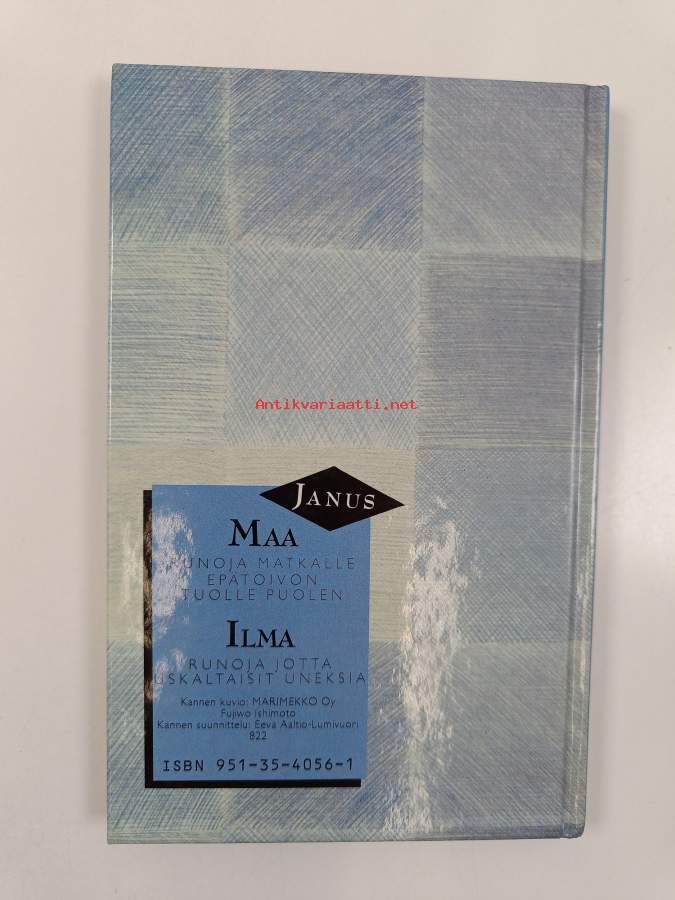 Antikvariaatti.net
JANUS
MAA
RUNOJA MATKALLE
EPÄTOIVON
TUOLLE PUOLEN
ILMA
RUNOJA JOTTA
USKALTAISIT UNEKSIA
Kannen kuvio: MARIMEKKO Oy
Fujiwo Ishimoto
Kannen suunnittelu: Eeva Aaltio-Lumivuori
822
ISBN 951-35-4056-1